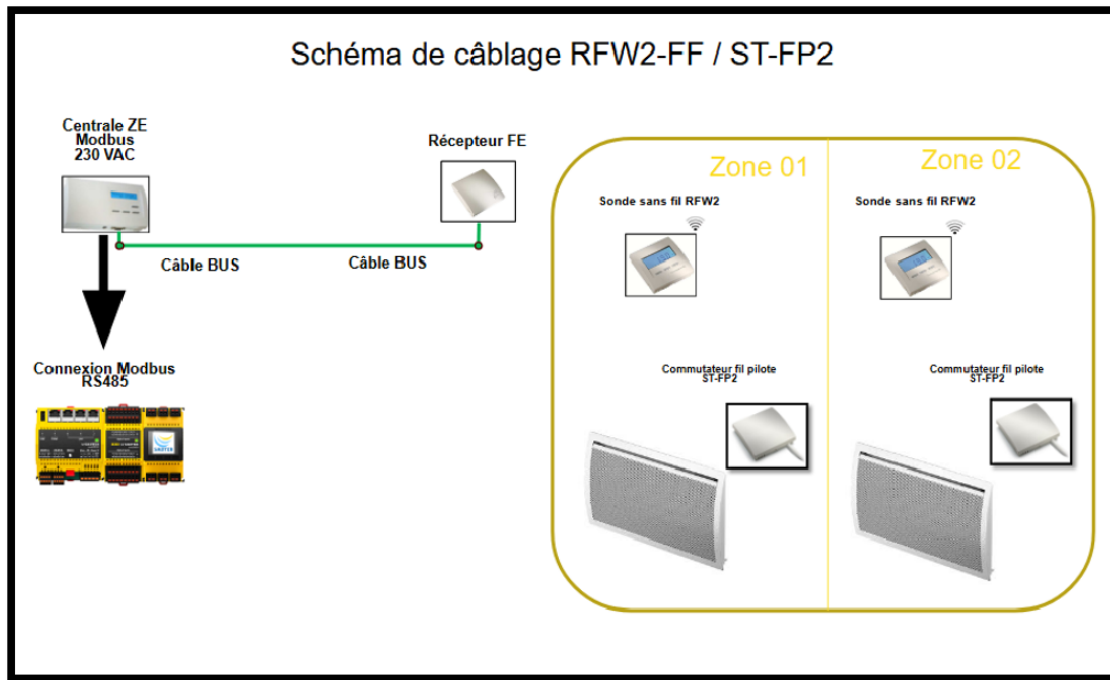 Schéma de câblage RFW2-FF / ST-FP2
Centrale ZE
Modbus
230 VAC
Récepteur FE
Câble BUS
Câble BUS
Connexion Modbus
RS485
Zone 01
Zone 02
Sonde sans fil RFW2
Sonde sans fil RFW2
Commutateur fil pilote
ST-FP2
Commutateur fil pilote
ST-FP2